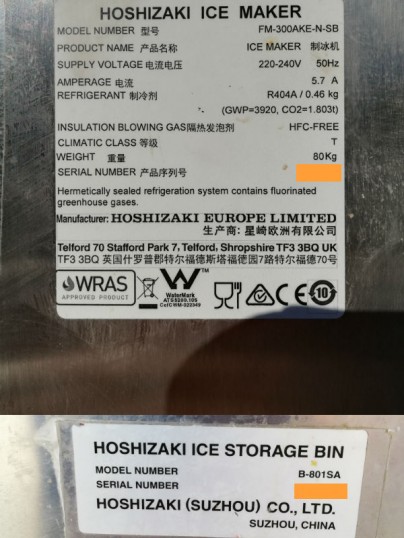 HOSHIZAKI ICE MAKER
MODEL NUMBER 型号 FM-300AKE-N-SB
PRODUCT NAME 产品名称 ICE MAKER 制冰机
SUPPLY VOLTAGE 电流电压 220-240V 50Hz
AMPERAGE 电流 5.7 A
REFRIGERANT 制冷剂 R404A / 0.46 kg
(GWP=3920, CO2=1.803t)
INSULATION BLOWING GAS隔热发泡剂 HFC-FREE
CLIMATIC CLASS 等级 T
WEIGHT 重量 80Kg
SERIAL NUMBER 产品序列号
Hermetically sealed refrigeration system contains fluorinated
greenhouse gases.
Manufacturer: HOSHIZAKI EUROPE LIMITED
生产商: 星崎欧洲有限公司
Telford 70 Stafford Park 7, Telford, Shropshire TF3 3BQ UK
TF3 3BQ 英国什罗普郡特尔福德斯塔福德园7路特尔福德70号
WRAS
APPROVED PRODUCT
WaterMark
TM
CE
10
HOSHIZAKI ICE STORAGE BIN
MODEL NUMBER B-801SA
SERIAL NUMBER
HOSHIZAKI (SUZHOU) CO., LTD.
SUZHOU, CHINA